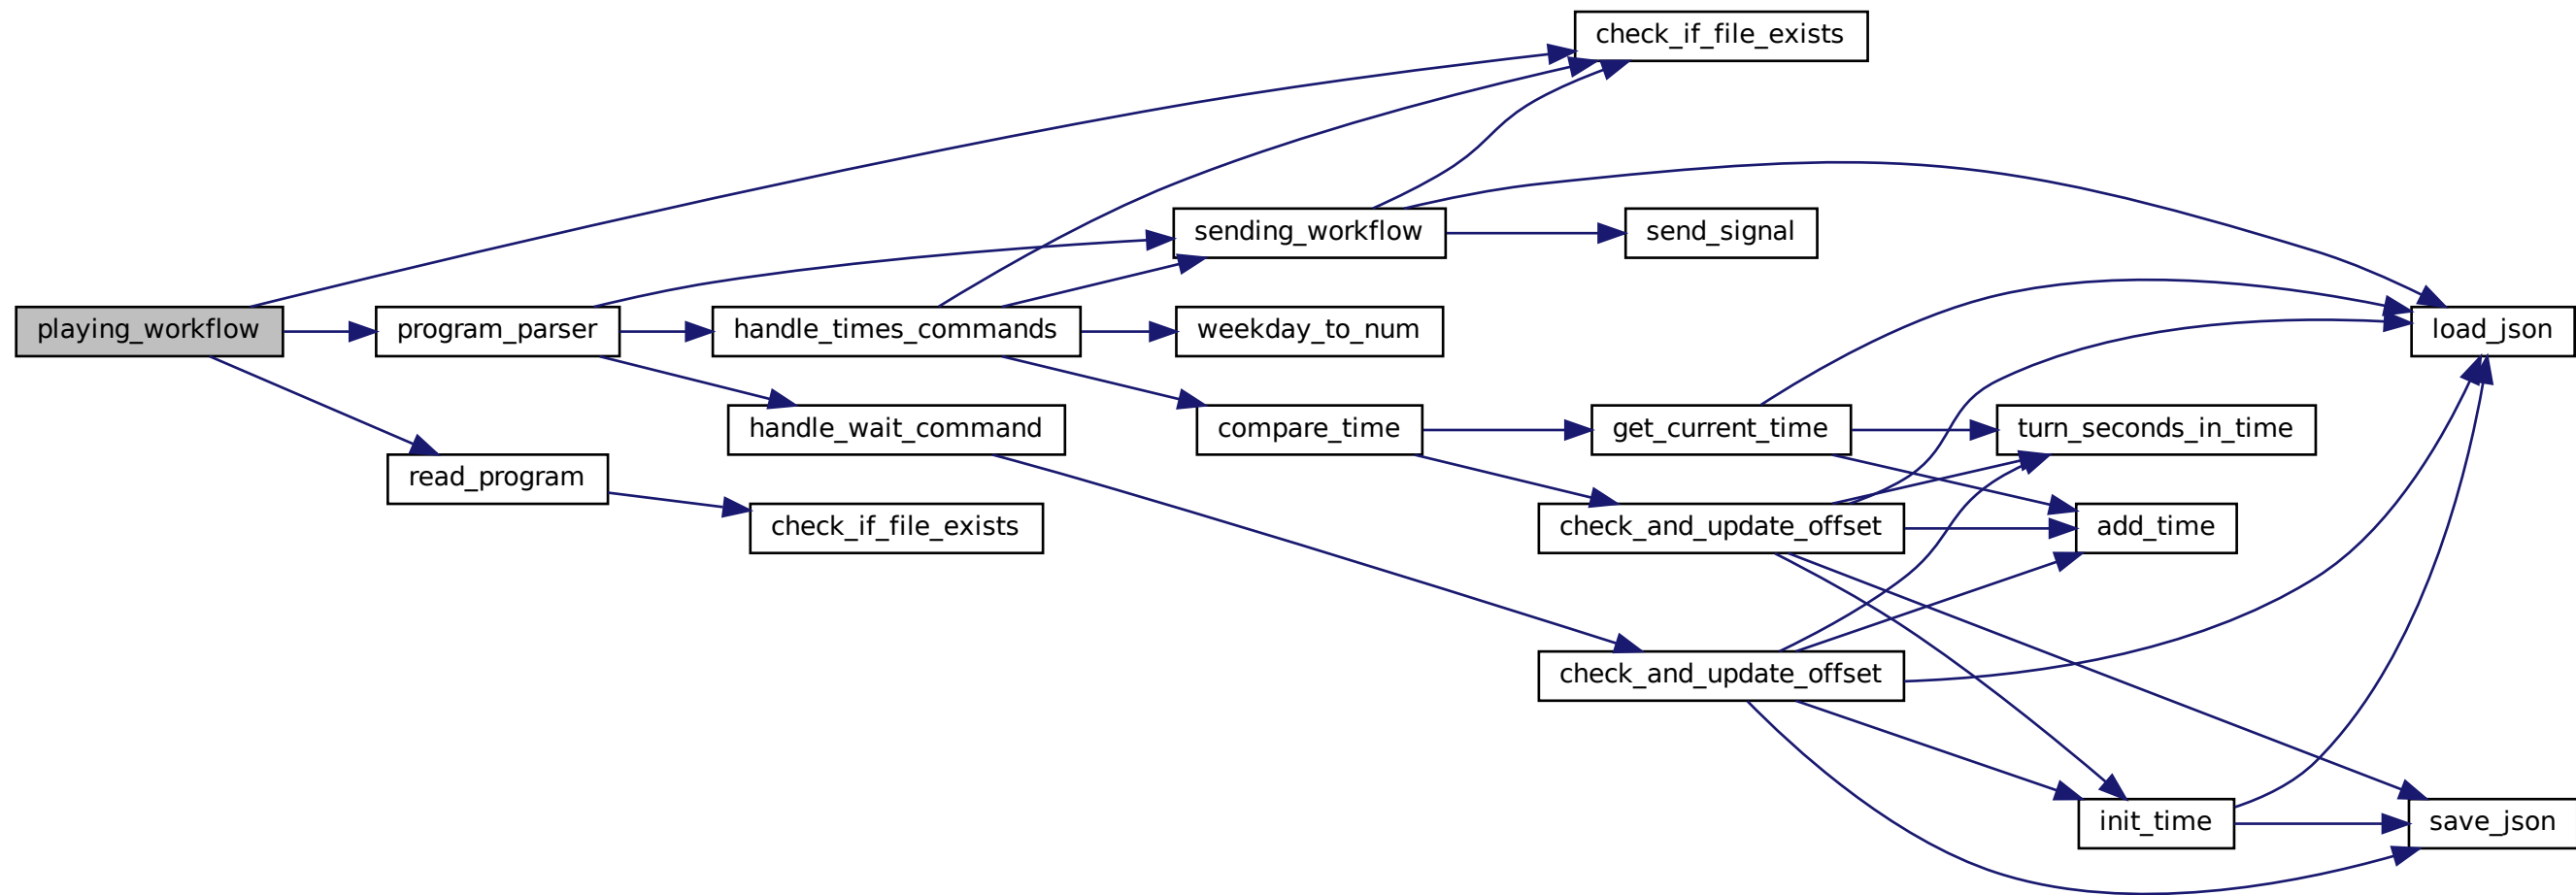 check_if_file_exists
sending_workflow
send_signal
playing_workflow
program_parser
handle_times_commands
weekday_to_num
load_json
handle_wait_command
compare_time
get_current_time
turn_seconds_in_time
read_program
check_if_file_exists
check_and_update_offset
add_time
check_and_update_offset
init_time
save_json